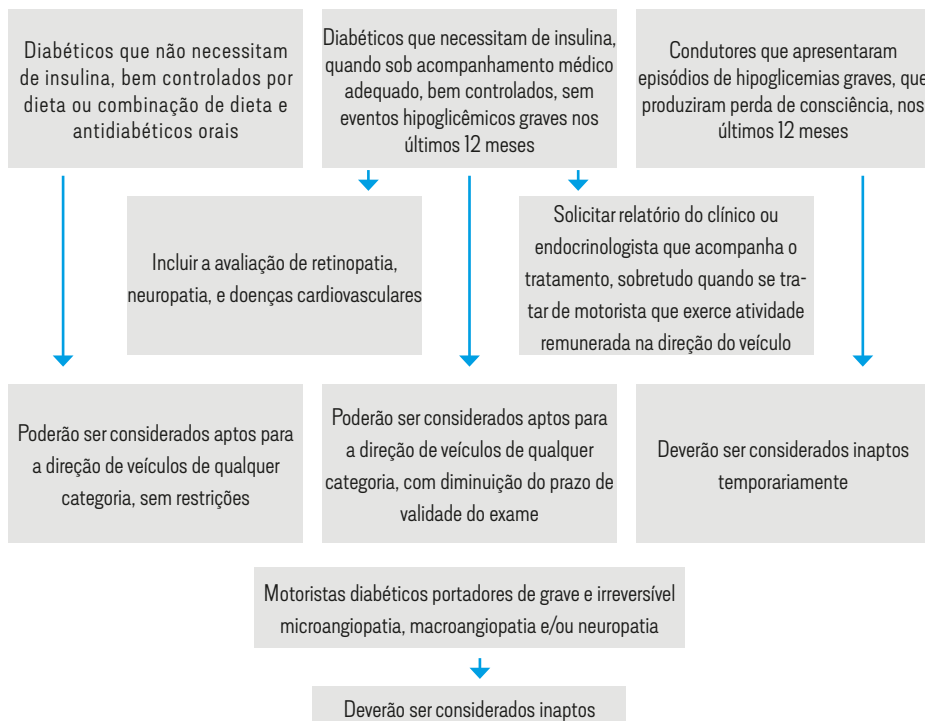 Diabéticos que não necessitam
de insulina, bem controlados por
dieta ou combinação de dieta e
antidiabéticos orais
Diabéticos que necessitam de insulina,
quando sob acompanhamento médico
adequado, bem controlados, sem
eventos hipoglicêmicos graves nos
últimos 12 meses
Condutores que apresentaram
episódios de hipoglicemias graves, que
produziram perda de consciência, nos
últimos 12 meses
Incluir a avaliação de retinopatia,
neuropatia, e doenças cardiovasculares
Solicitar relatório do clínico ou
endocrinologista que acompanha o
tratamento, sobretudo quando se tra-
tar de motorista que exerce atividade
remunerada na direção do veículo
Poderão ser considerados aptos para
a direção de veículos de qualquer
categoria, sem restrições
Poderão ser considerados aptos para
a direção de veículos de qualquer
categoria, com diminuição do prazo de
validade do exame
Deverão ser considerados inaptos
temporariamente
Motoristas diabéticos portadores de grave e irreversível
microangiopatia, macroangiopatia e/ou neuropatia
Deverão ser considerados inaptos